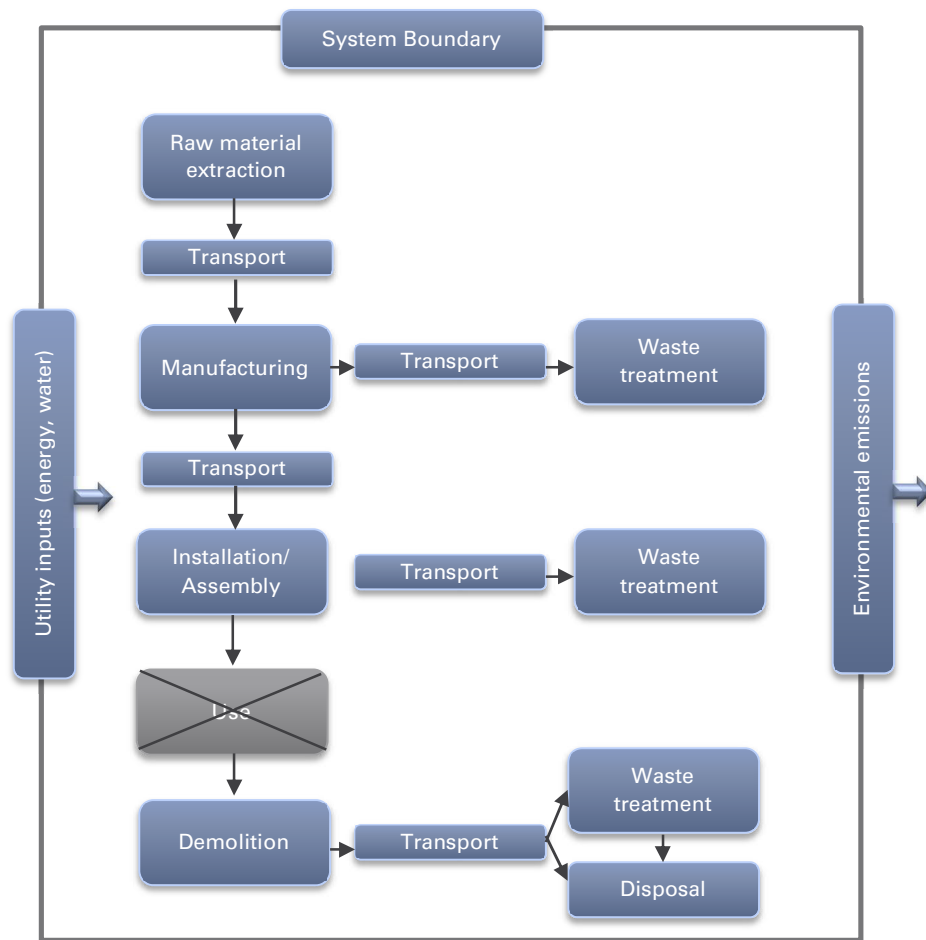 System Boundary
Raw material
extraction
Transport
Manufacturing
Transport
Waste
treatment
Transport
Installation/
Assembly
Transport
Waste
treatment
Use
Demolition
Transport
Waste
treatment
Disposal
Utility inputs (energy, water)
Environmental emissions